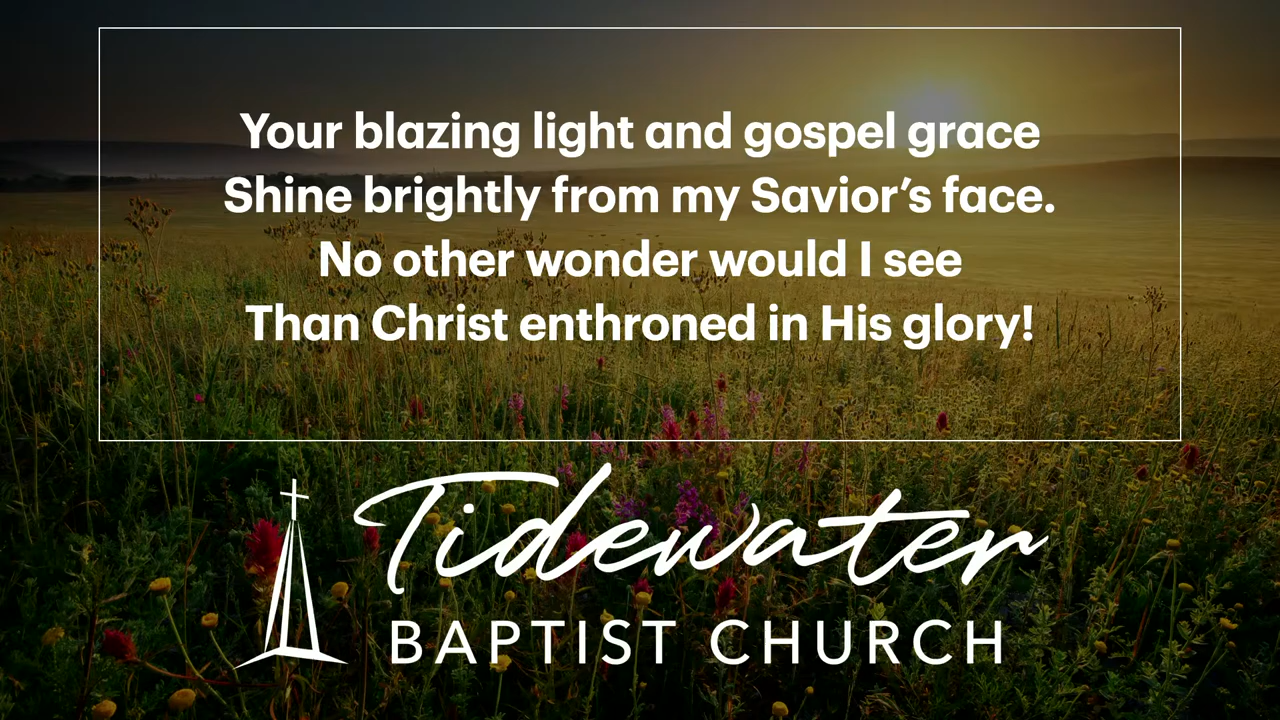 Your blazing light and gospel grace
Shine brightly from my Savior’s face.
No other wonder would I see
Than Christ enthroned in His glory!
Tidewater
BAPTIST CHURCH